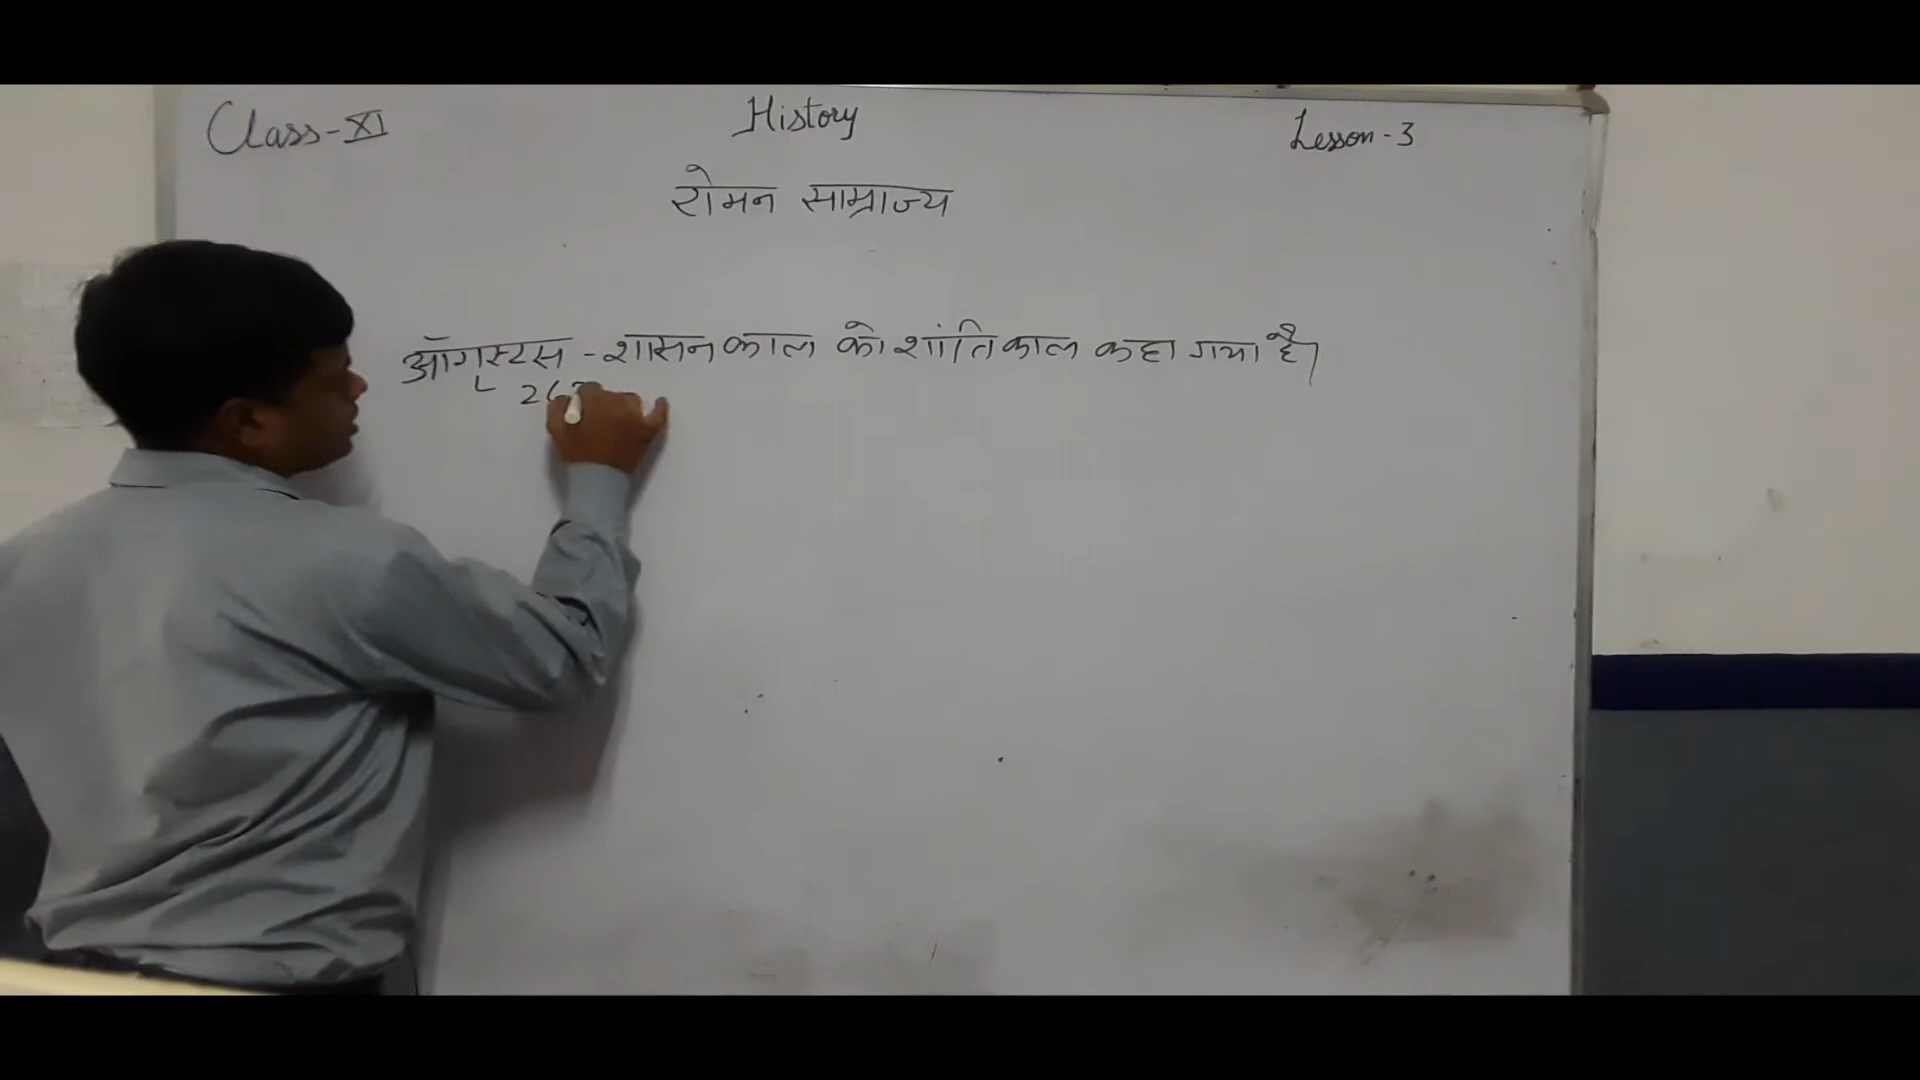 Class-XI History Lesson-3
रोमन साम्राज्य
ऑगस्टस - शासनकाल को शांतिकाल कहा गया है।